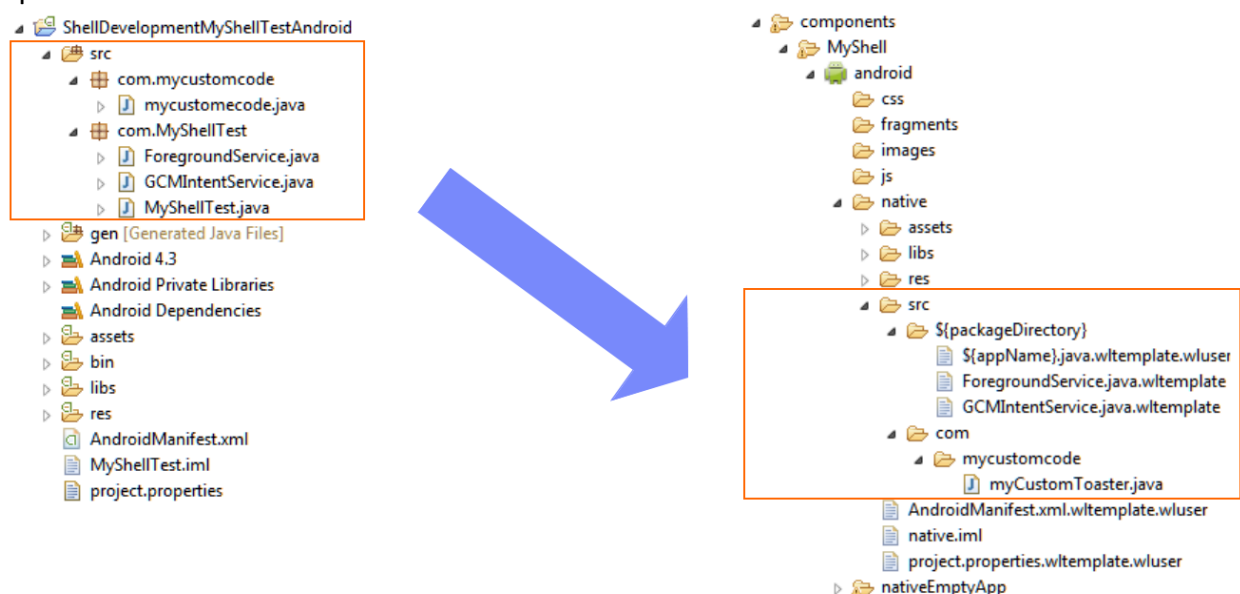 ShellDevelopmentMyShellTestAndroid
src
com.mycustomcode
mycustomecode.java
com.MyShellTest
ForegroundService.java
GCMIntentService.java
MyShellTest.java
gen [Generated Java Files]
Android 4.3
Android Private Libraries
Android Dependencies
assets
bin
libs
res
AndroidManifest.xml
MyShellTest.iml
project.properties
components
MyShell
android
css
fragments
images
js
native
assets
libs
res
src
${packageDirectory}
${appName}.java.wltemplate.wluser
ForegroundService.java.wltemplate
GCMIntentService.java.wltemplate
com
mycustomcode
myCustomToaster.java
AndroidManifest.xml.wltemplate.wluser
native.iml
project.properties.wltemplate.wluser
nativeEmptyApp